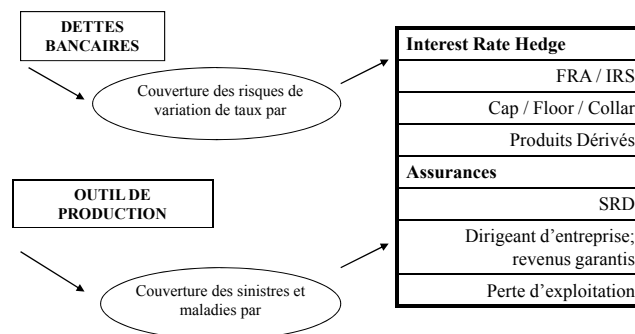 DETTES
BANCAIRES
Couverture des risques de
variation de taux par
OUTIL DE
PRODUCTION
Couverture des sinistres et
maladies par
Interest Rate Hedge
FRA / IRS
Cap / Floor / Collar
Produits Dérivés
Assurances
SRD
Dirigeant d'entreprise;
revenus garantis
Perte d'exploitation